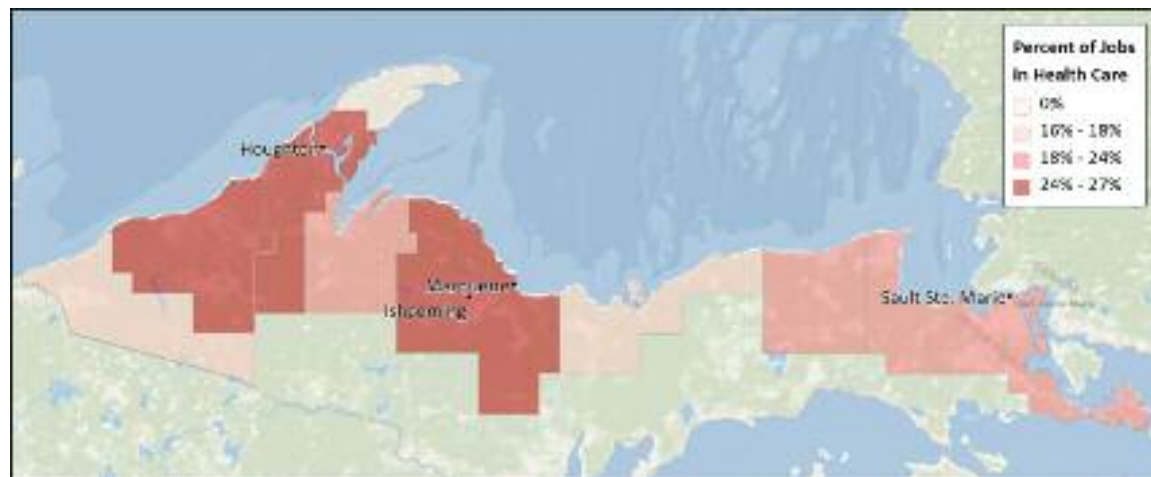 Percent of Jobs
in Health Care
0%
16% - 18%
18% - 24%
24% - 27%
Houghton
Marquette
Ishpeming
Sault Ste. Marie